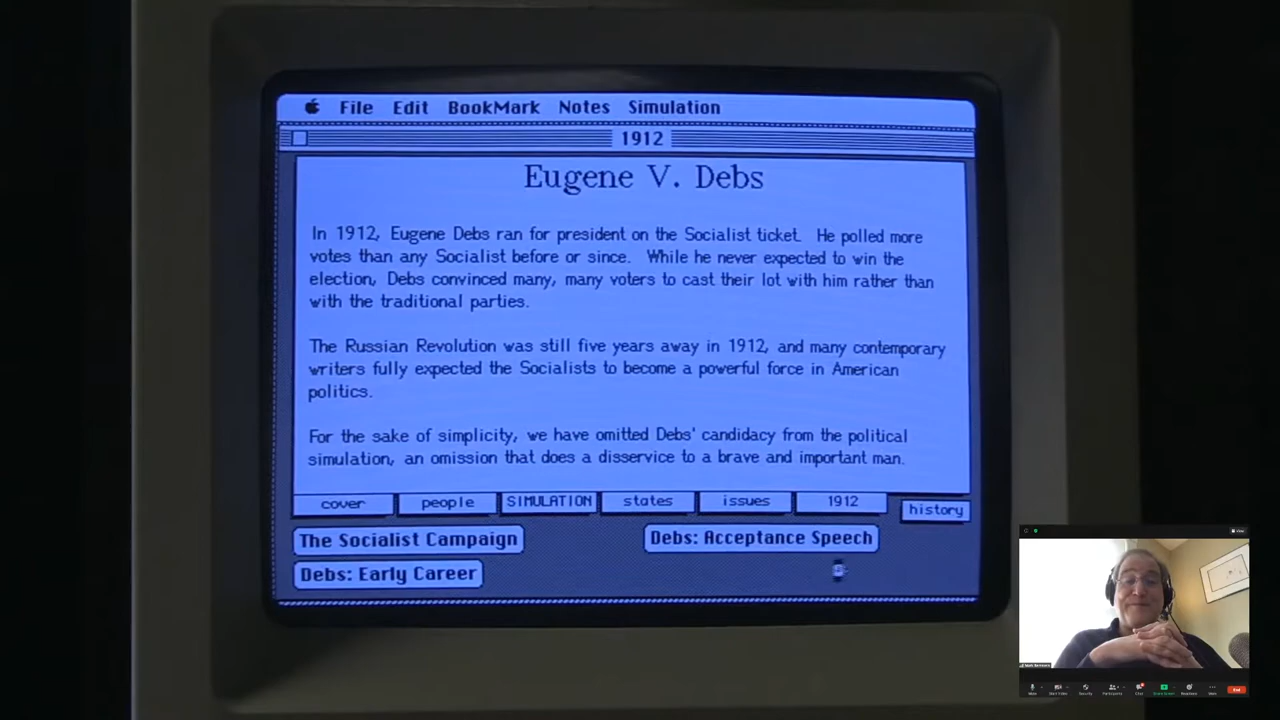 File Edit BookMark Notes Simulation
1912
Eugene V. Debs
In 1912, Eugene Debs ran for president on the Socialist ticket. He polled more
votes than any Socialist before or since. While he never expected to win the
election, Debs convinced many, many voters to cast their lot with him rather than
with the traditional parties.
The Russian Revolution was still five years away in 1912, and many contemporary
writers fully expected the Socialists to become a powerful force in American
politics.
For the sake of simplicity, we have omitted Debs' candidacy from the political
simulation, an omission that does a disservice to a brave and important man.
cover people SIMULATION states issues 1912 history
The Socialist Campaign Debs: Acceptance Speech
Debs: Early Career